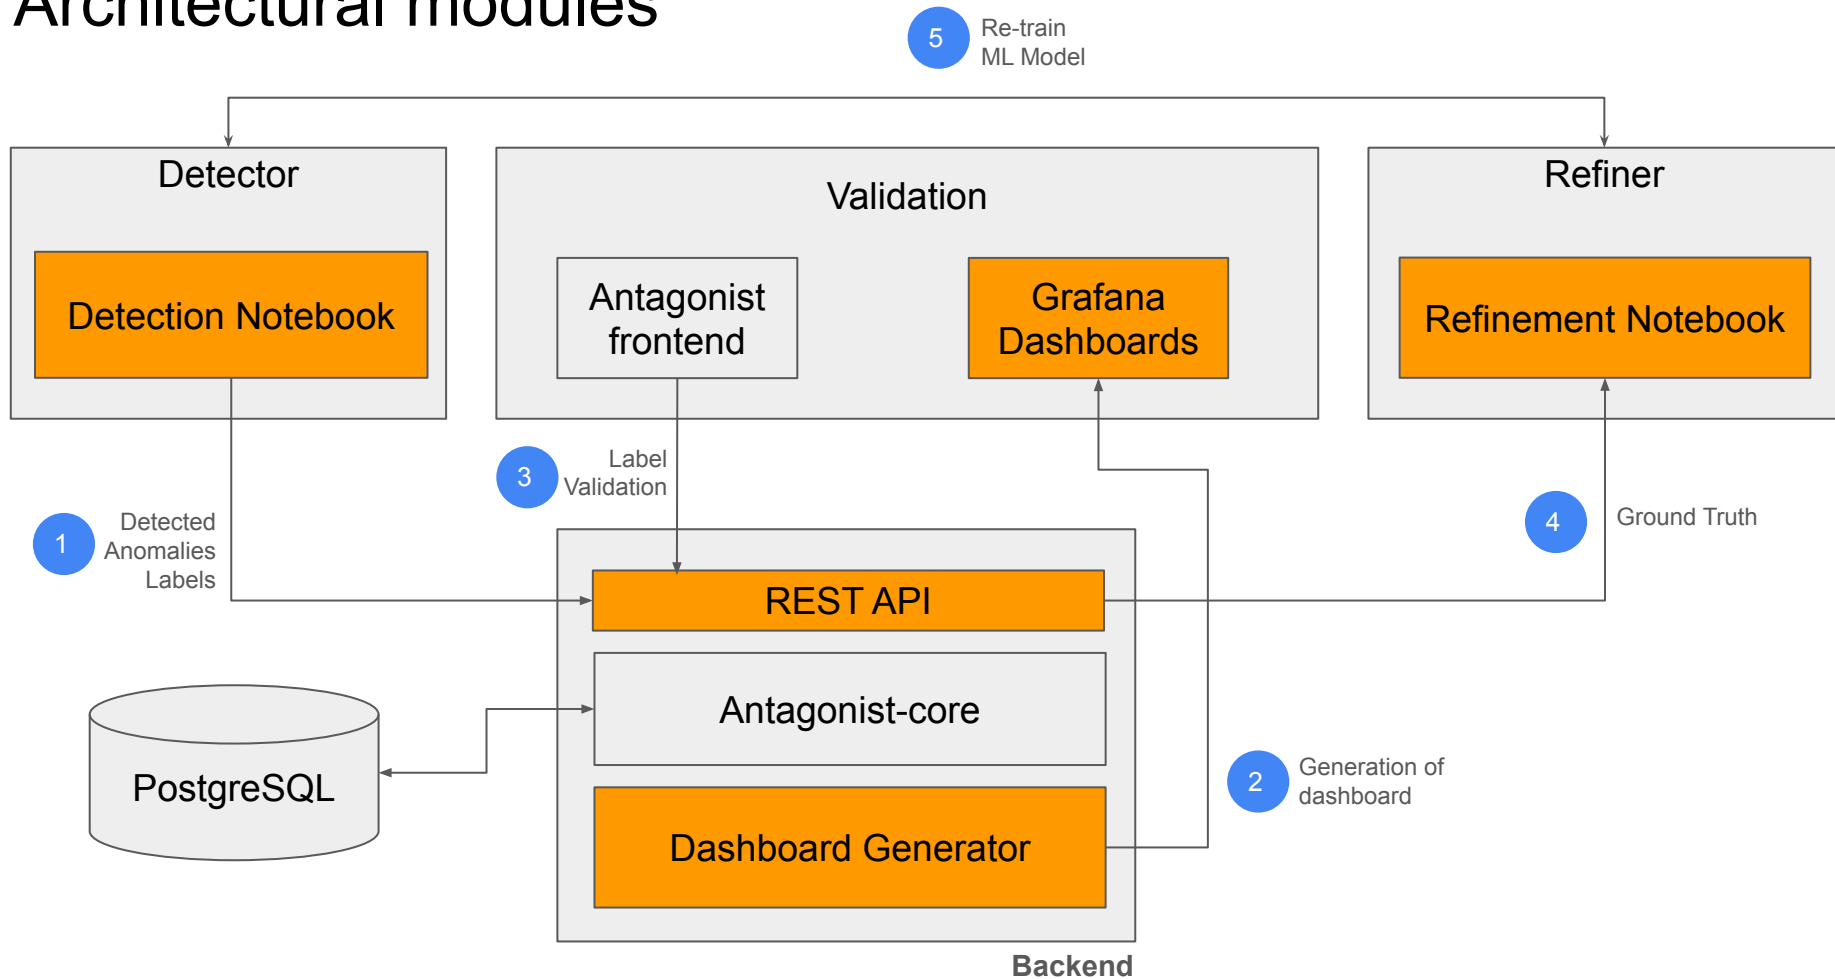 Architectural modules
5
Re-train
ML Model
Detector
Validation
Refiner
Detection Notebook
Antagonist
frontend
Grafana
Dashboards
Refinement Notebook
3
Label
Validation
1
Detected
Anomalies
Labels
4
Ground Truth
REST API
Antagonist-core
PostgreSQL
2
Generation of
dashboard
Dashboard Generator
Backend